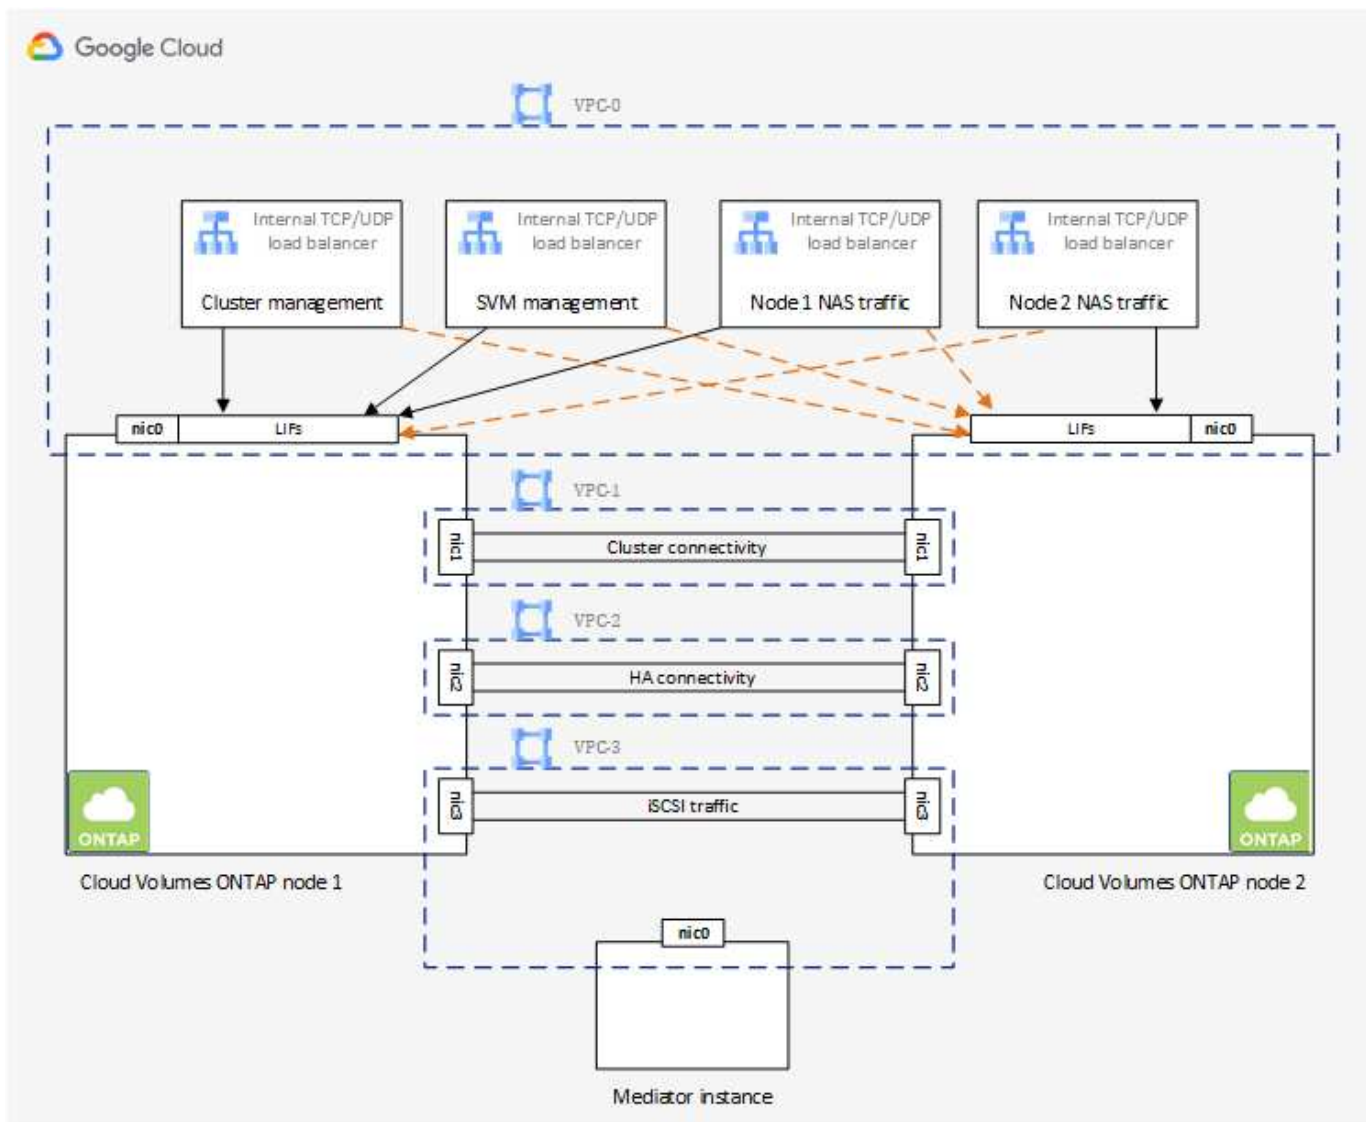 Google Cloud
VPC-0
Internal TCP/UDP
load balancer
Cluster management
Internal TCP/UDP
load balancer
SVM management
Internal TCP/UDP
load balancer
Node 1 NAS traffic
Internal TCP/UDP
load balancer
Node 2 NAS traffic
nic0
LIFs
LIFs
nic0
VPC-1
nic1
Cluster connectivity
nic1
VPC-2
nic2
HA connectivity
nic2
VPC-3
nic3
iSCSI traffic
nic3
ONTAP
ONTAP
Cloud Volumes ONTAP node 1
Cloud Volumes ONTAP node 2
nic0
Mediator instance